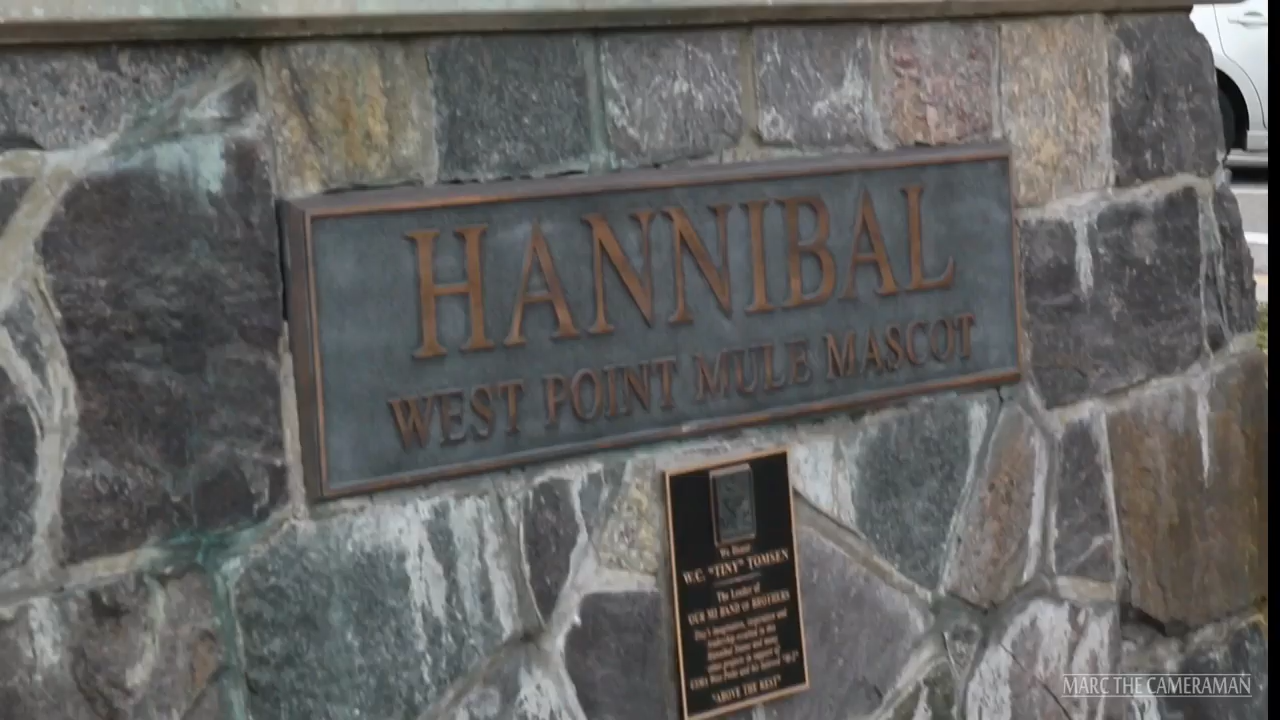 HANNIBAL
WEST POINT MULE MASCOT
We Honor
W.C. "TINY" TOMSEN
The Leader of
OUR M2 BAND of BROTHERS
"ABOVE THE REST"
MARC THE CAMERAMAN